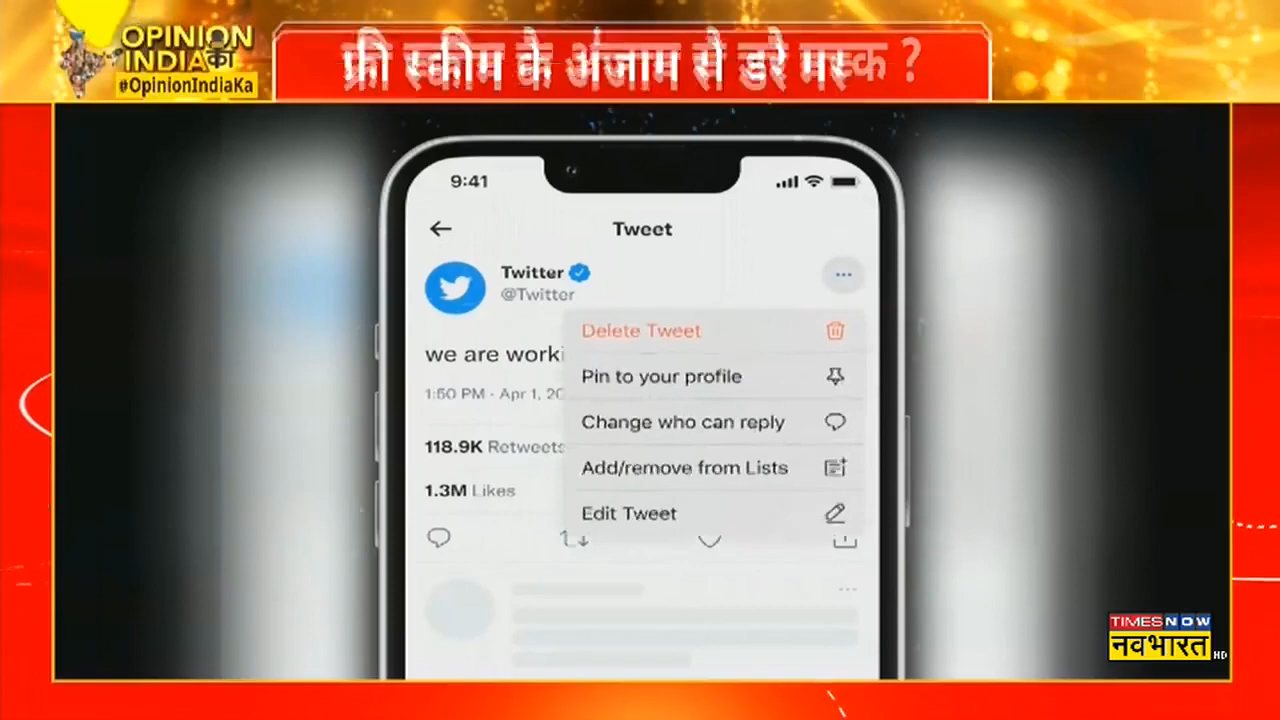 OPINION
INDIA का
#OpinionIndiaKa
फ्री स्कीम के अंजाम से डरे मस्क ?
9:41
Tweet
Twitter
@Twitter
Delete Tweet
we are worki
Pin to your profile
1:50 PM · Apr 1, 20
Change who can reply
118.9K Retweets
Add/remove from Lists
1.3M Likes
Edit Tweet
TIMES NOW
नवभारत HD